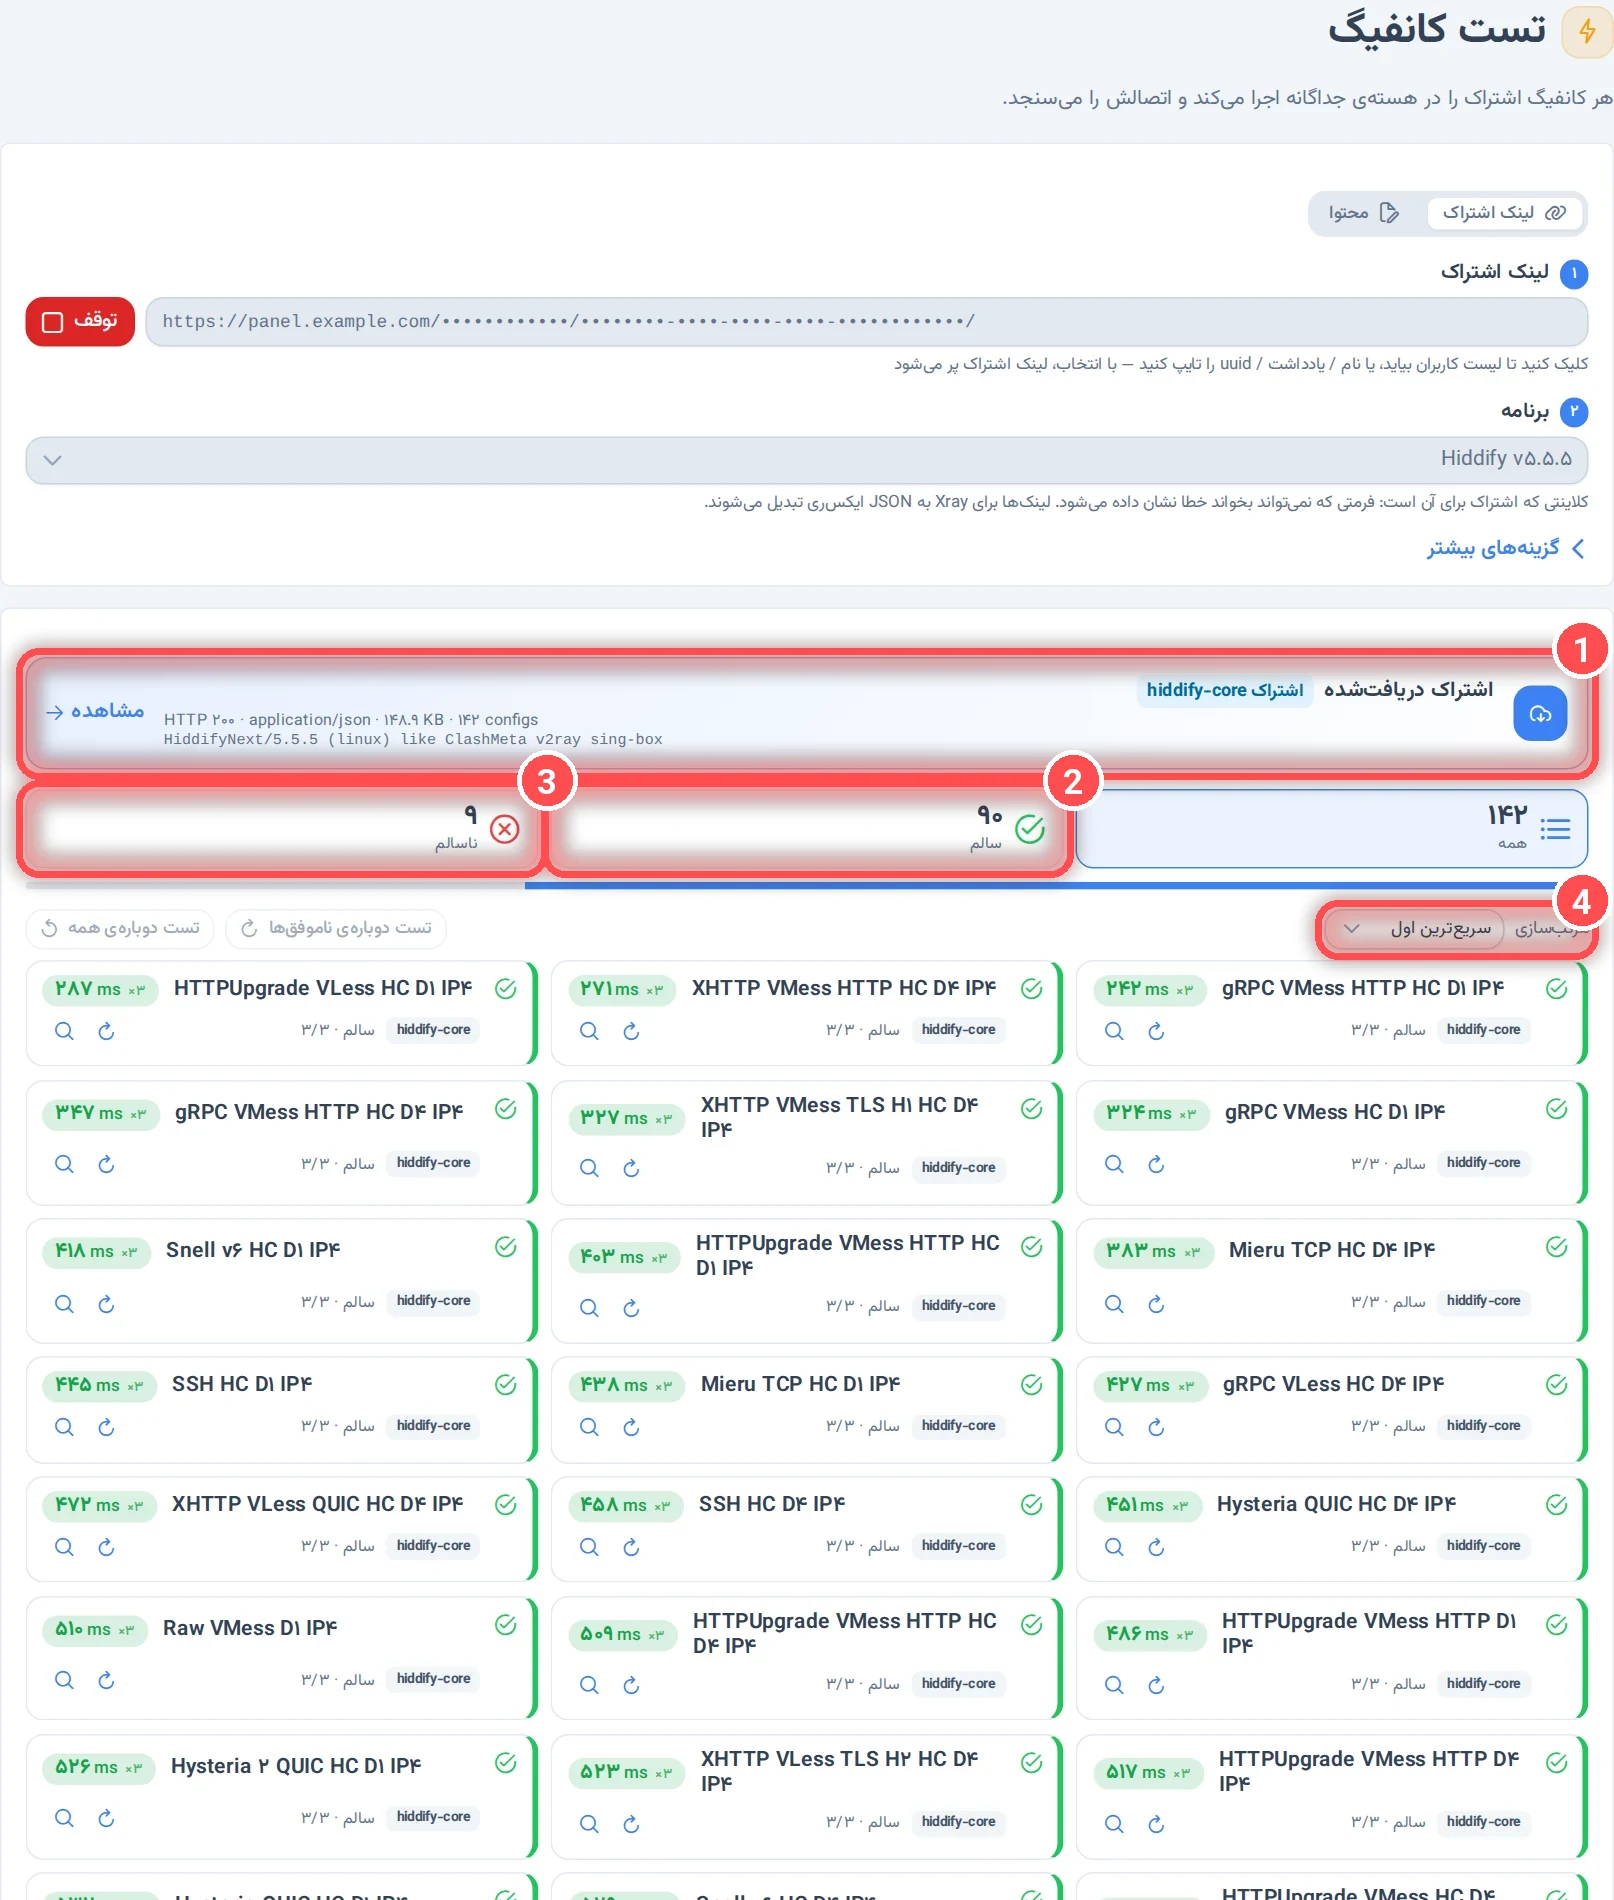 تست کانفیگ
هر کانفیگ اشتراک را در هسته‌ی جداگانه اجرا می‌کند و اتصالش را می‌سنجد.
لینک اشتراک
محتوا
۱ لینک اشتراک
https://panel.example.com/••••••••••••/••••••••-••••-••••-••••-••••••••••••/
توقف
کلیک کنید تا لیست کاربران بیاید، یا نام / یادداشت / uuid را تایپ کنید — با انتخاب، لینک اشتراک پر می‌شود
۲ برنامه
Hiddify v۵.۵.۵
کلاینتی که اشتراک برای آن است: فرمتی که نمی‌تواند بخواند خطا نشان داده می‌شود. لینک‌ها برای Xray به JSON ایکس‌ری تبدیل می‌شوند.
گزینه‌های بیشتر
1
اشتراک دریافت‌شده اشتراک hiddify-core
HTTP ۲۰۰ · application/json · ۱۴۸.۹ KB · ۱۴۲ configs
HiddifyNext/5.5.5 (linux) like ClashMeta v2ray sing-box
مشاهده
۱۴۲
همه
2
۹۰
سالم
3
۹
ناسالم
4
سریع‌ترین اول
تست دوباره‌ی ناموفق‌ها
تست دوباره‌ی همه
gRPC VMess HTTP HC D۱ IP۴
۲۴۲ ms ×۳
hiddify-core سالم · ۳/۳
XHTTP VMess HTTP HC D۴ IP۴
۲۷۱ ms ×۳
hiddify-core سالم · ۳/۳
HTTPUpgrade VLess HC D۱ IP۴
۲۸۷ ms ×۳
hiddify-core سالم · ۳/۳
gRPC VMess HC D۱ IP۴
۳۲۴ ms ×۳
hiddify-core سالم · ۳/۳
XHTTP VMess TLS H۱ HC D۴
IP۴
۳۲۷ ms ×۳
hiddify-core سالم · ۳/۳
gRPC VMess HTTP HC D۴ IP۴
۳۴۷ ms ×۳
hiddify-core سالم · ۳/۳
Mieru TCP HC D۴ IP۴
۳۸۳ ms ×۳
hiddify-core سالم · ۳/۳
HTTPUpgrade VMess HTTP HC
D۱ IP۴
۴۰۳ ms ×۳
hiddify-core سالم · ۳/۳
Snell v۶ HC D۱ IP۴
۴۱۸ ms ×۳
hiddify-core سالم · ۳/۳
gRPC VLess HC D۴ IP۴
۴۲۷ ms ×۳
hiddify-core سالم · ۳/۳
Mieru TCP HC D۱ IP۴
۴۳۸ ms ×۳
hiddify-core سالم · ۳/۳
SSH HC D۱ IP۴
۴۴۵ ms ×۳
hiddify-core سالم · ۳/۳
Hysteria QUIC HC D۴ IP۴
۴۵۱ ms ×۳
hiddify-core سالم · ۳/۳
SSH HC D۴ IP۴
۴۵۸ ms ×۳
hiddify-core سالم · ۳/۳
XHTTP VLess QUIC HC D۴ IP۴
۴۷۲ ms ×۳
hiddify-core سالم · ۳/۳
HTTPUpgrade VMess HTTP D۱
IP۴
۴۸۶ ms ×۳
hiddify-core سالم · ۳/۳
HTTPUpgrade VMess HTTP HC
D۴ IP۴
۵۰۹ ms ×۳
hiddify-core سالم · ۳/۳
Raw VMess D۱ IP۴
۵۱۰ ms ×۳
hiddify-core سالم · ۳/۳
HTTPUpgrade VMess HTTP D۴
IP۴
۵۱۷ ms ×۳
hiddify-core سالم · ۳/۳
XHTTP VLess TLS H۲ HC D۴
IP۴
۵۲۳ ms ×۳
hiddify-core سالم · ۳/۳
Hysteria ۲ QUIC HC D۱ IP۴
۵۲۶ ms ×۳
hiddify-core سالم · ۳/۳
HTTPUpgrade VMess HC D۴